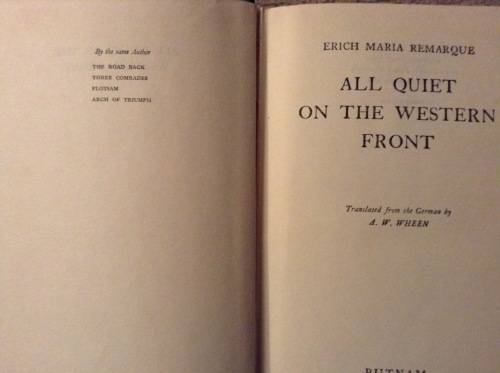 By the same Author
THE ROAD BACK
THREE COMRADES
FLOTSAM
ARCH OF TRIUMPH
ERICH MARIA REMARQUE
ALL QUIET
ON THE WESTERN
FRONT
Translated from the German by
A. W. WHEEN
PUTNAM